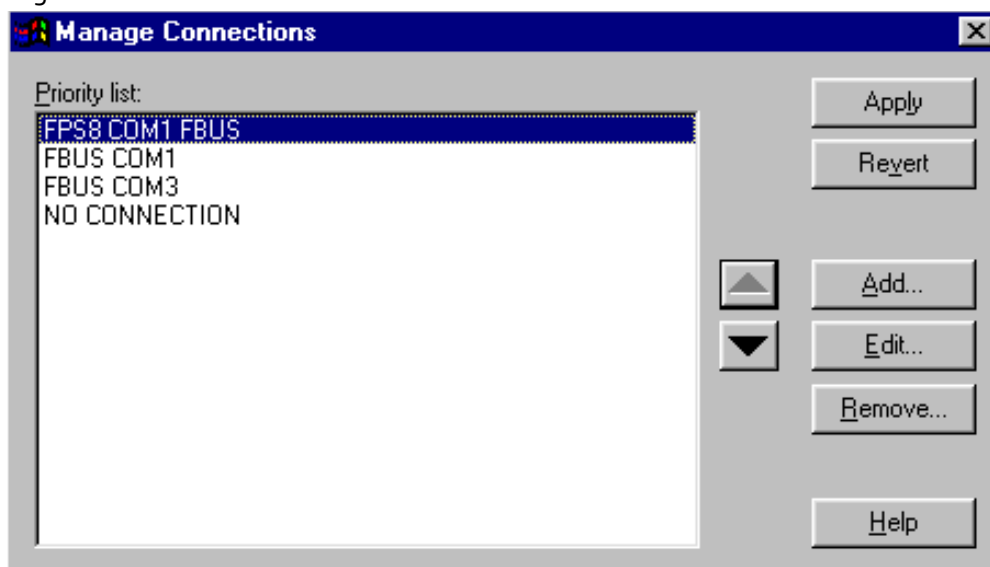 Manage Connections
Priority list:
FPS8 COM1 FBUS
FBUS COM1
FBUS COM3
NO CONNECTION
Apply
Revert
Add...
Edit...
Remove...
Help